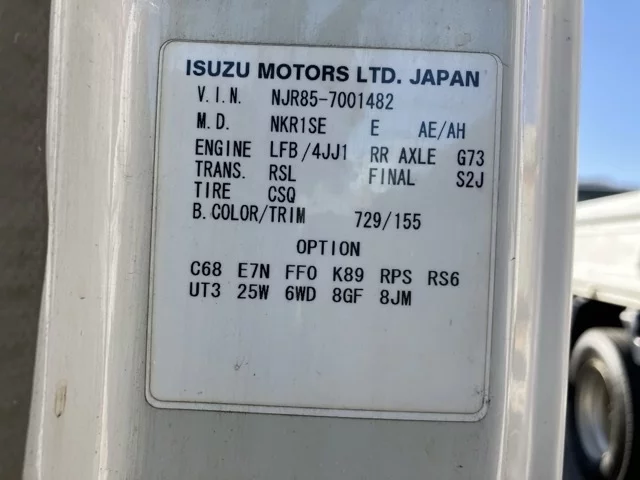 ISUZU MOTORS LTD. JAPAN
V.I.N. NJR85-7001482
M.D. NKR1SE E AE/AH
ENGINE LFB/4JJ1 RR AXLE G73
TRANS. RSL FINAL S2J
TIRE CSQ
B.COLOR/TRIM 729/155
OPTION
C68 E7N FF0 K89 RPS RS6
UT3 25W 6WD 8GF 8JM